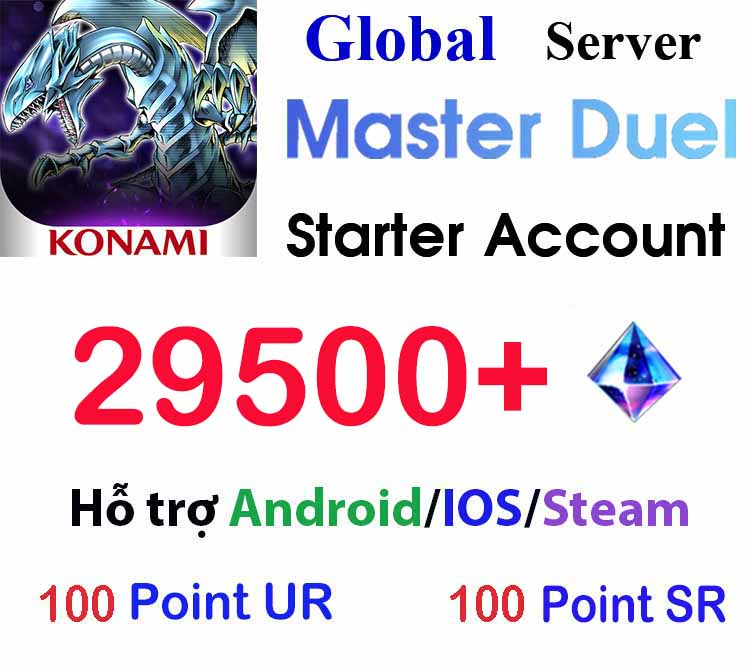 Global Server
Master Duel
KONAMI
Starter Account
29500+
Hỗ trợ Android/IOS/Steam
100 Point UR
100 Point SR